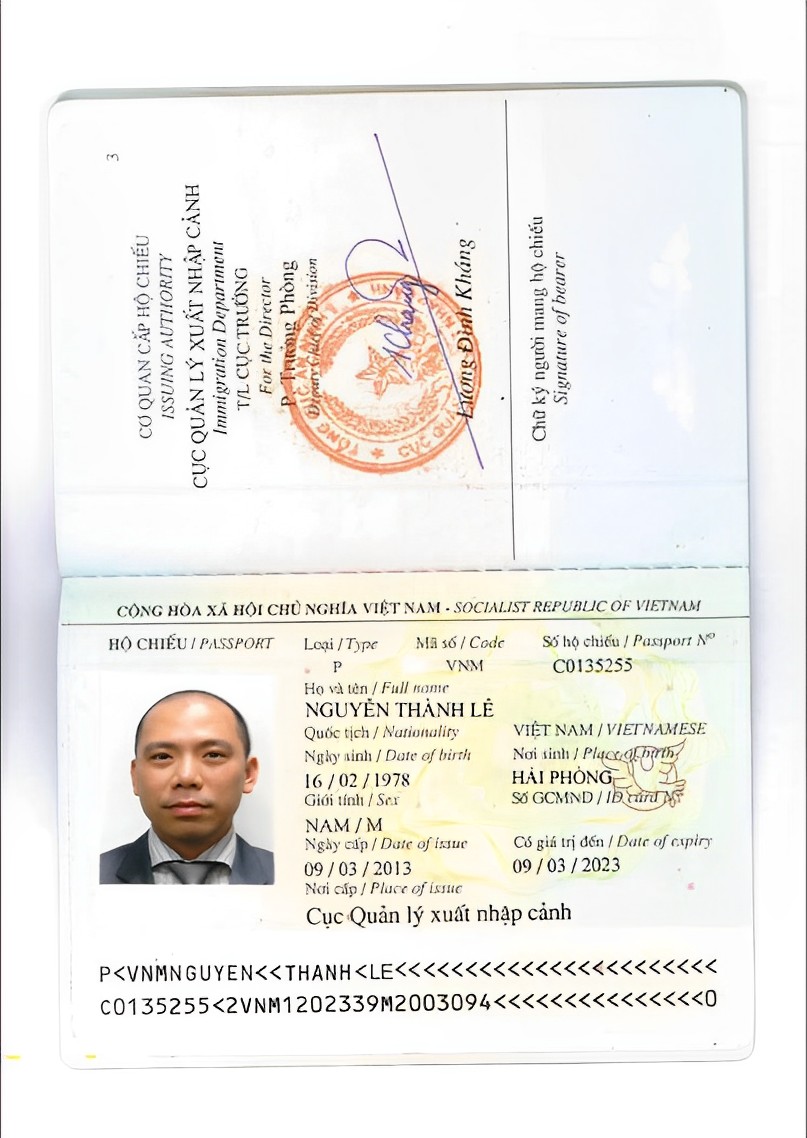 3
CƠ QUAN CẤP HỘ CHIẾU
ISSUING AUTHORITY
CỤC QUẢN LÝ XUẤT NHẬP CẢNH
Immigration Department
T/L CỤC TRƯỞNG
For the Director
P. Trưởng Phòng
Deputy Chief of Division
Lương Đình Kháng
Chữ ký người mang hộ chiếu
Signature of bearer
CỘNG HÒA XÃ HỘI CHỦ NGHĨA VIỆT NAM - SOCIALIST REPUBLIC OF VIETNAM
HỘ CHIẾU / PASSPORT Loại / Type Mã số / Code Số hộ chiếu / Passport Nº
P VNM C0135255
Họ và tên / Full name
NGUYỄN THÀNH LÊ
Quốc tịch / Nationality VIỆT NAM / VIETNAMESE
Ngày sinh / Date of birth Nơi sinh / Place of birth
16 / 02 / 1978 HẢI PHÒNG
Giới tính / Sex Số GCMND / ID card Nº
NAM / M
Ngày cấp / Date of issue Có giá trị đến / Date of expiry
09 / 03 / 2013 09 / 03 / 2023
Nơi cấp / Place of issue
Cục Quản lý xuất nhập cảnh
P<VNMNGUYEN<<THANH<LE<<<<<<<<<<<<<<<<<<<<<<<
C0135255<2VNM1202339M2003094<<<<<<<<<<<<<<<0